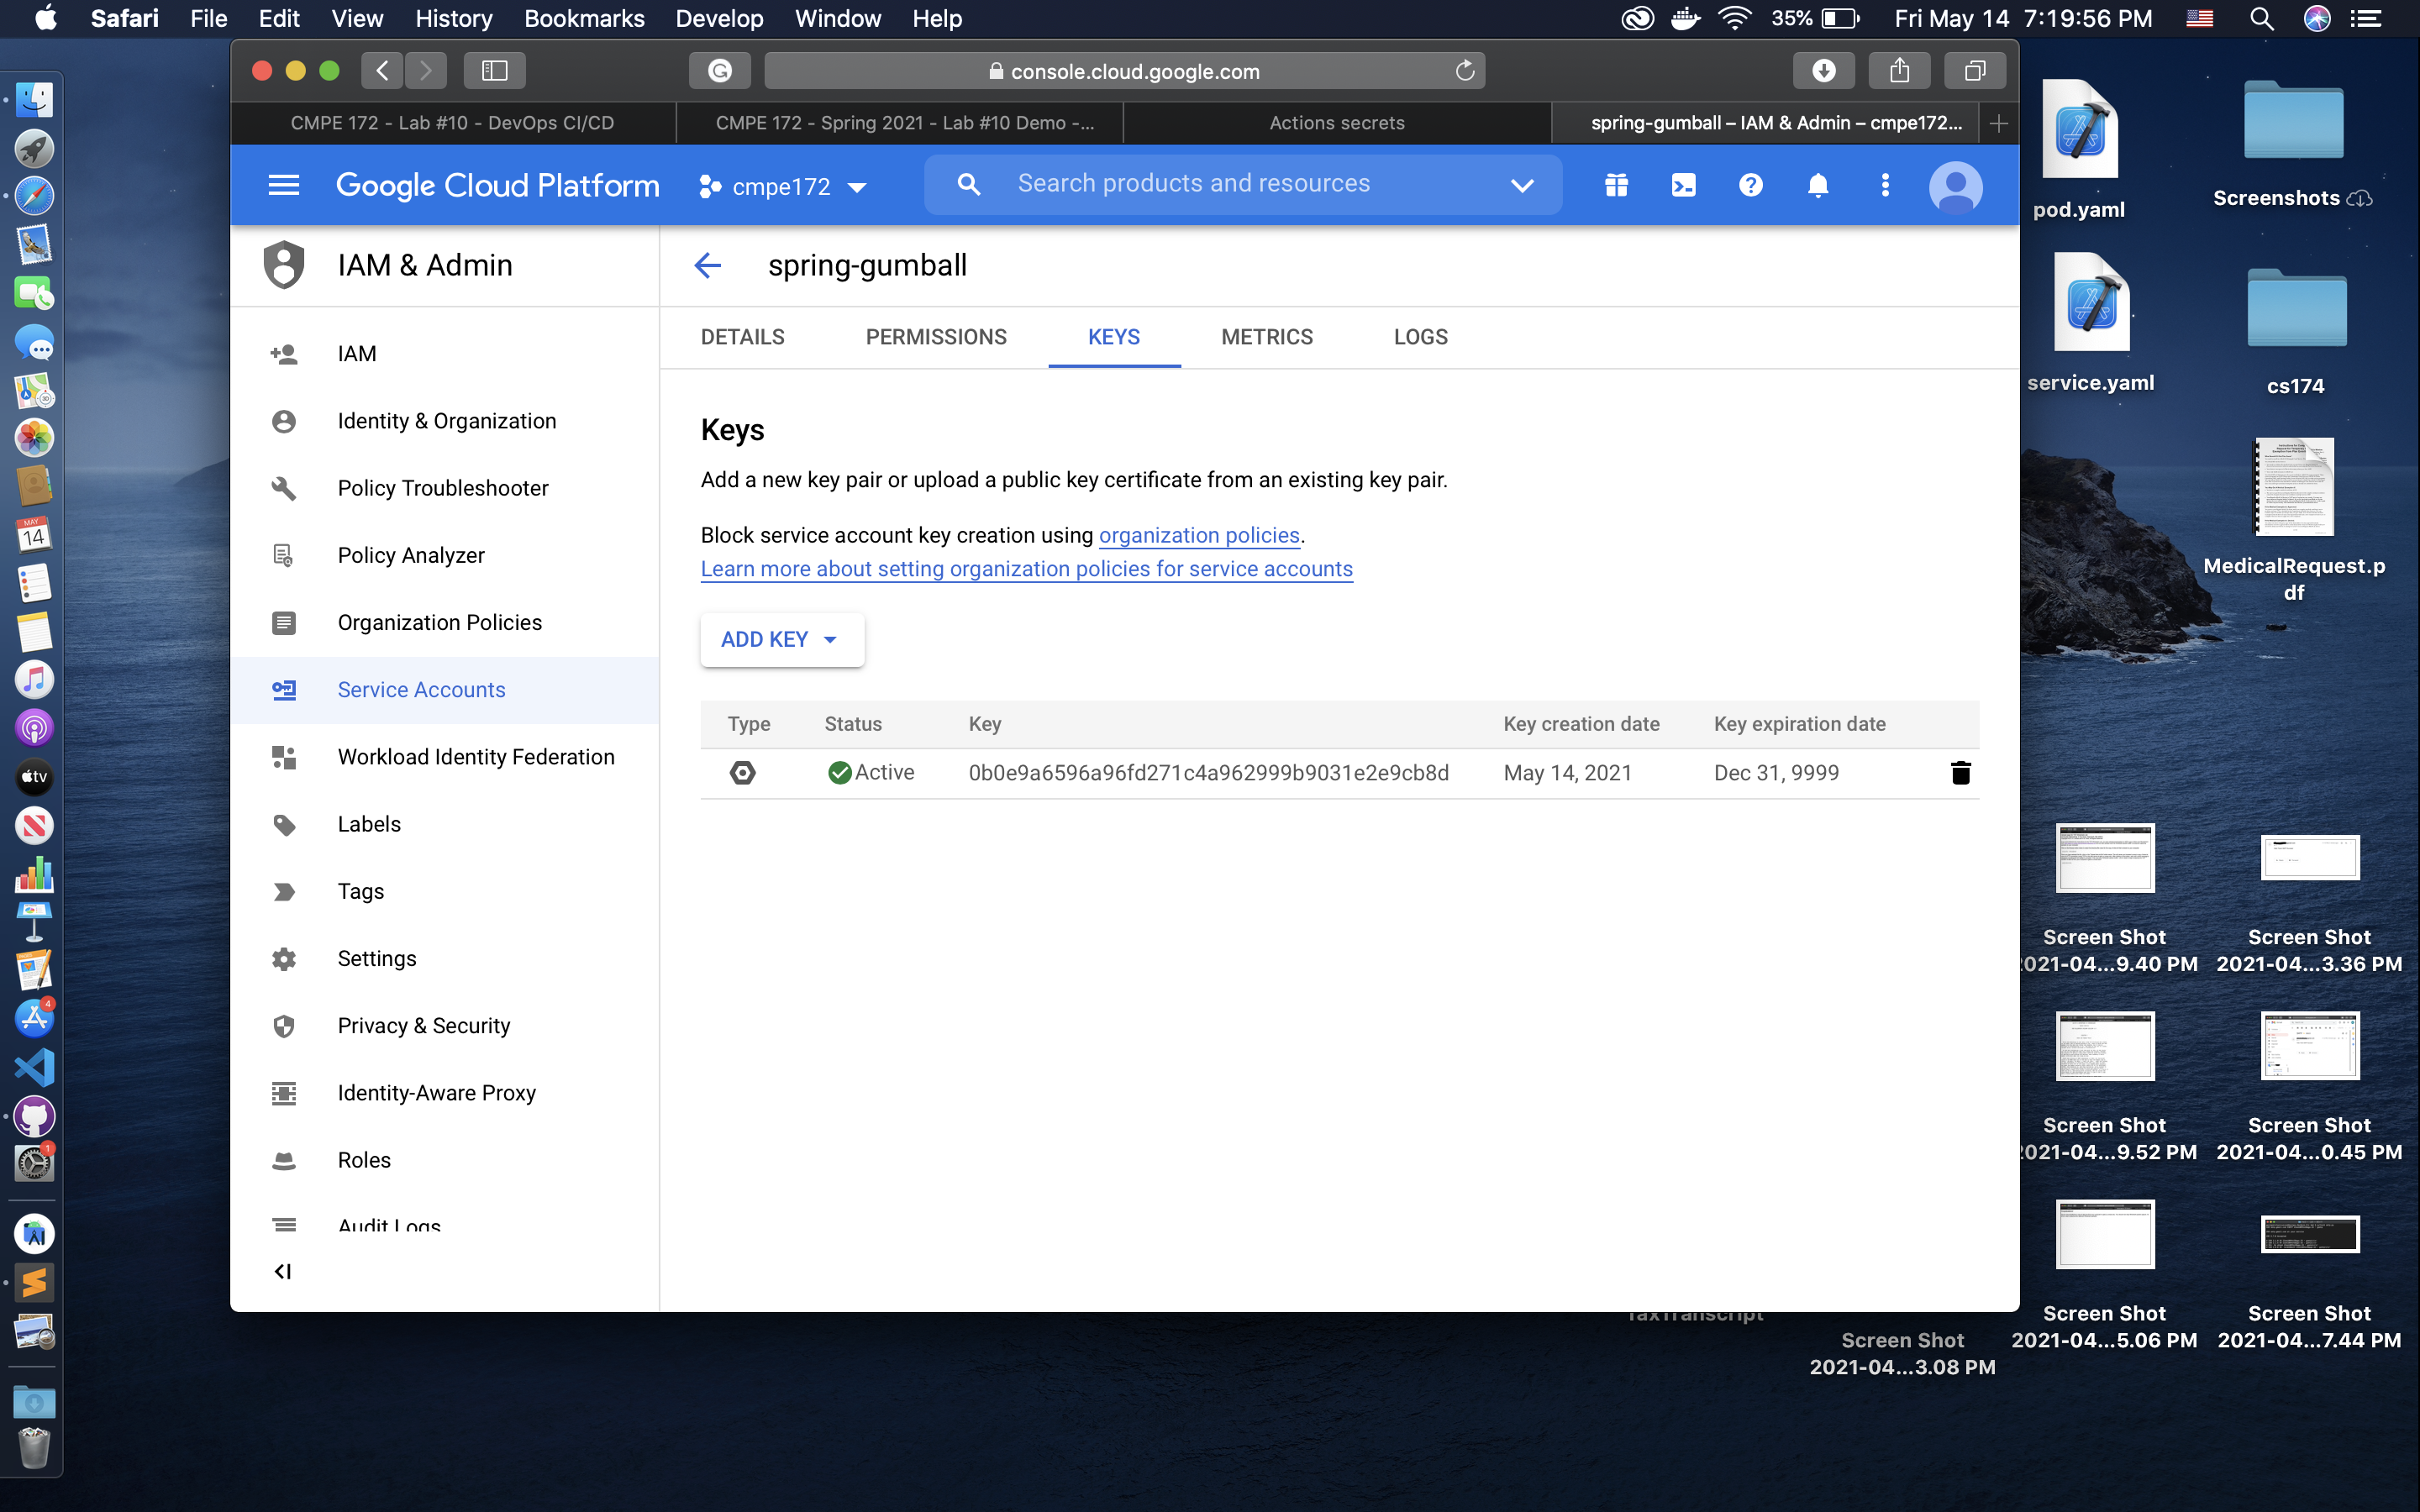 Safari File Edit View History Bookmarks Develop Window Help 35% Fri May 14 7:19:56 PM
console.cloud.google.com
CMPE 172 - Lab #10 - DevOps CI/CD
CMPE 172 - Spring 2021 - Lab #10 Demo -...
Actions secrets
spring-gumball – IAM & Admin – cmpe172...
Google Cloud Platform
cmpe172
Search products and resources
IAM & Admin
IAM
Identity & Organization
Policy Troubleshooter
Policy Analyzer
Organization Policies
Service Accounts
Workload Identity Federation
Labels
Tags
Settings
Privacy & Security
Identity-Aware Proxy
Roles
Audit Logs
spring-gumball
DETAILS PERMISSIONS KEYS METRICS LOGS
Keys
Add a new key pair or upload a public key certificate from an existing key pair.
Block service account key creation using organization policies.
Learn more about setting organization policies for service accounts
ADD KEY
Type Status Key Key creation date Key expiration date
Active 0b0e9a6596a96fd271c4a962999b9031e2e9cb8d May 14, 2021 Dec 31, 9999
pod.yaml
Screenshots
service.yaml
cs174
MedicalRequest.p
df
Screen Shot
2021-04...9.40 PM
Screen Shot
2021-04...3.36 PM
Screen Shot
2021-04...9.52 PM
Screen Shot
2021-04...0.45 PM
Screen Shot
2021-04...5.06 PM
Screen Shot
2021-04...7.44 PM
TaxTranscript
Screen Shot
2021-04...3.08 PM
MAY
14
tv
4
1